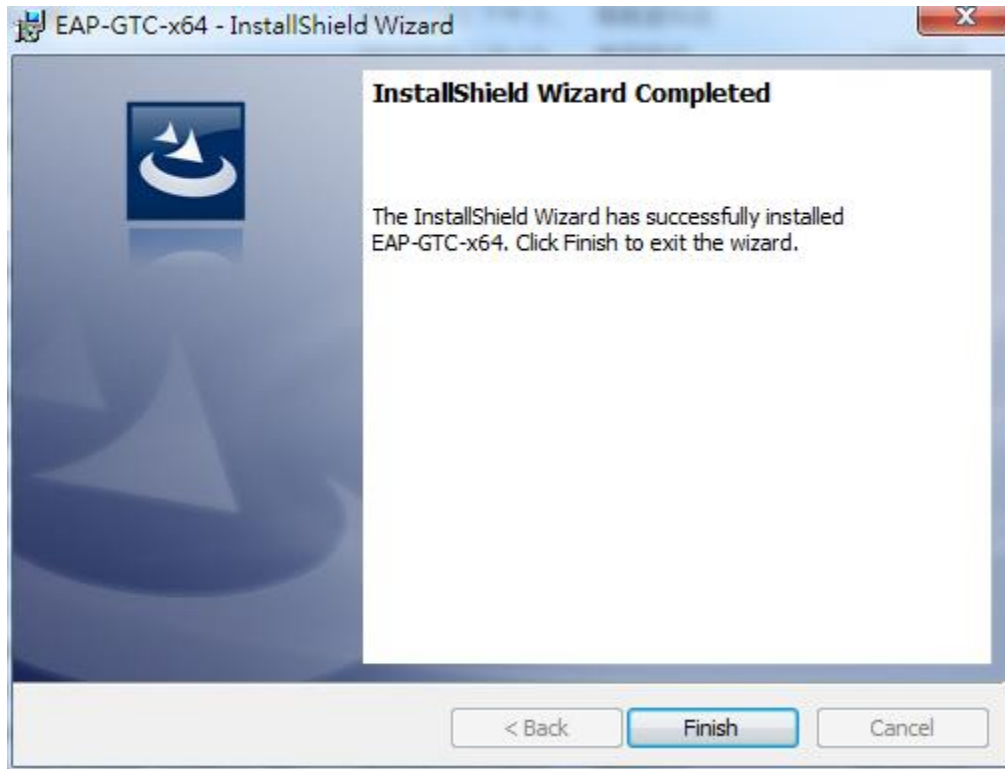 EAP-GTC-x64 - InstallShield Wizard
InstallShield Wizard Completed
The InstallShield Wizard has successfully installed
EAP-GTC-x64. Click Finish to exit the wizard.
< Back
Finish
Cancel